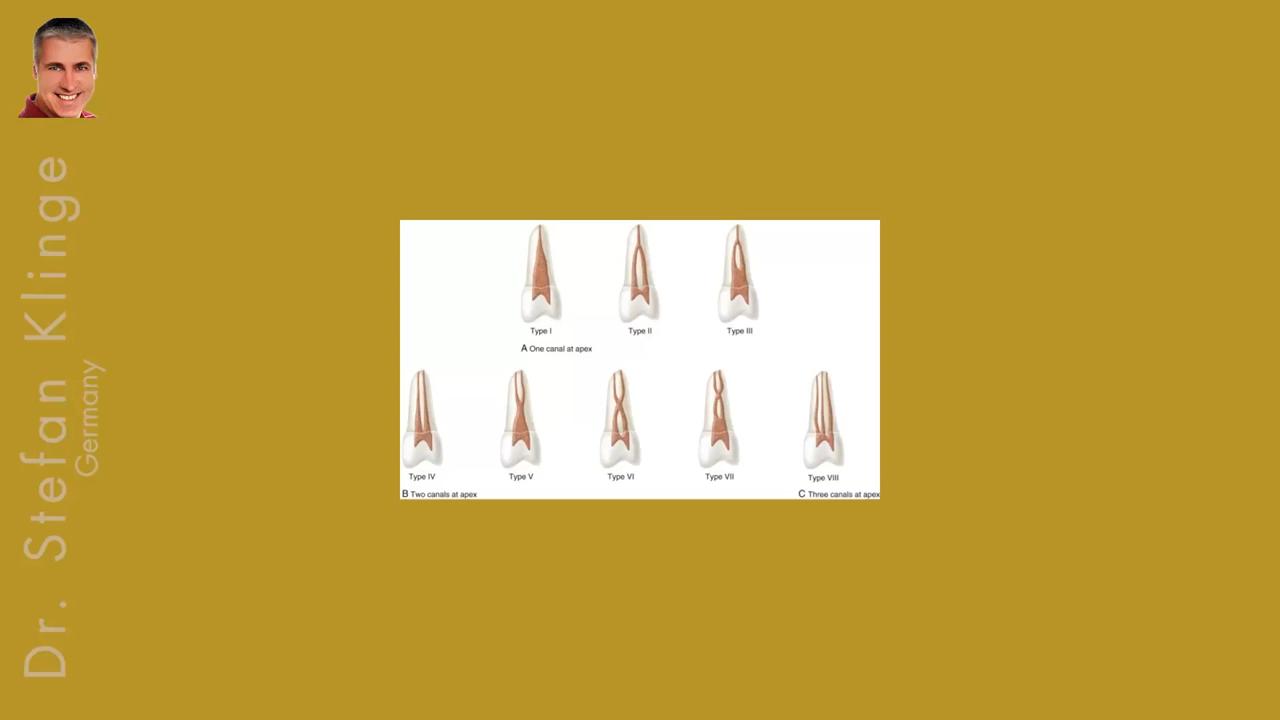 Dr. Stefan Klinge
Germany
Type I
Type II
Type III
A One canal at apex
Type IV
Type V
Type VI
Type VII
Type VIII
B Two canals at apex
C Three canals at apex